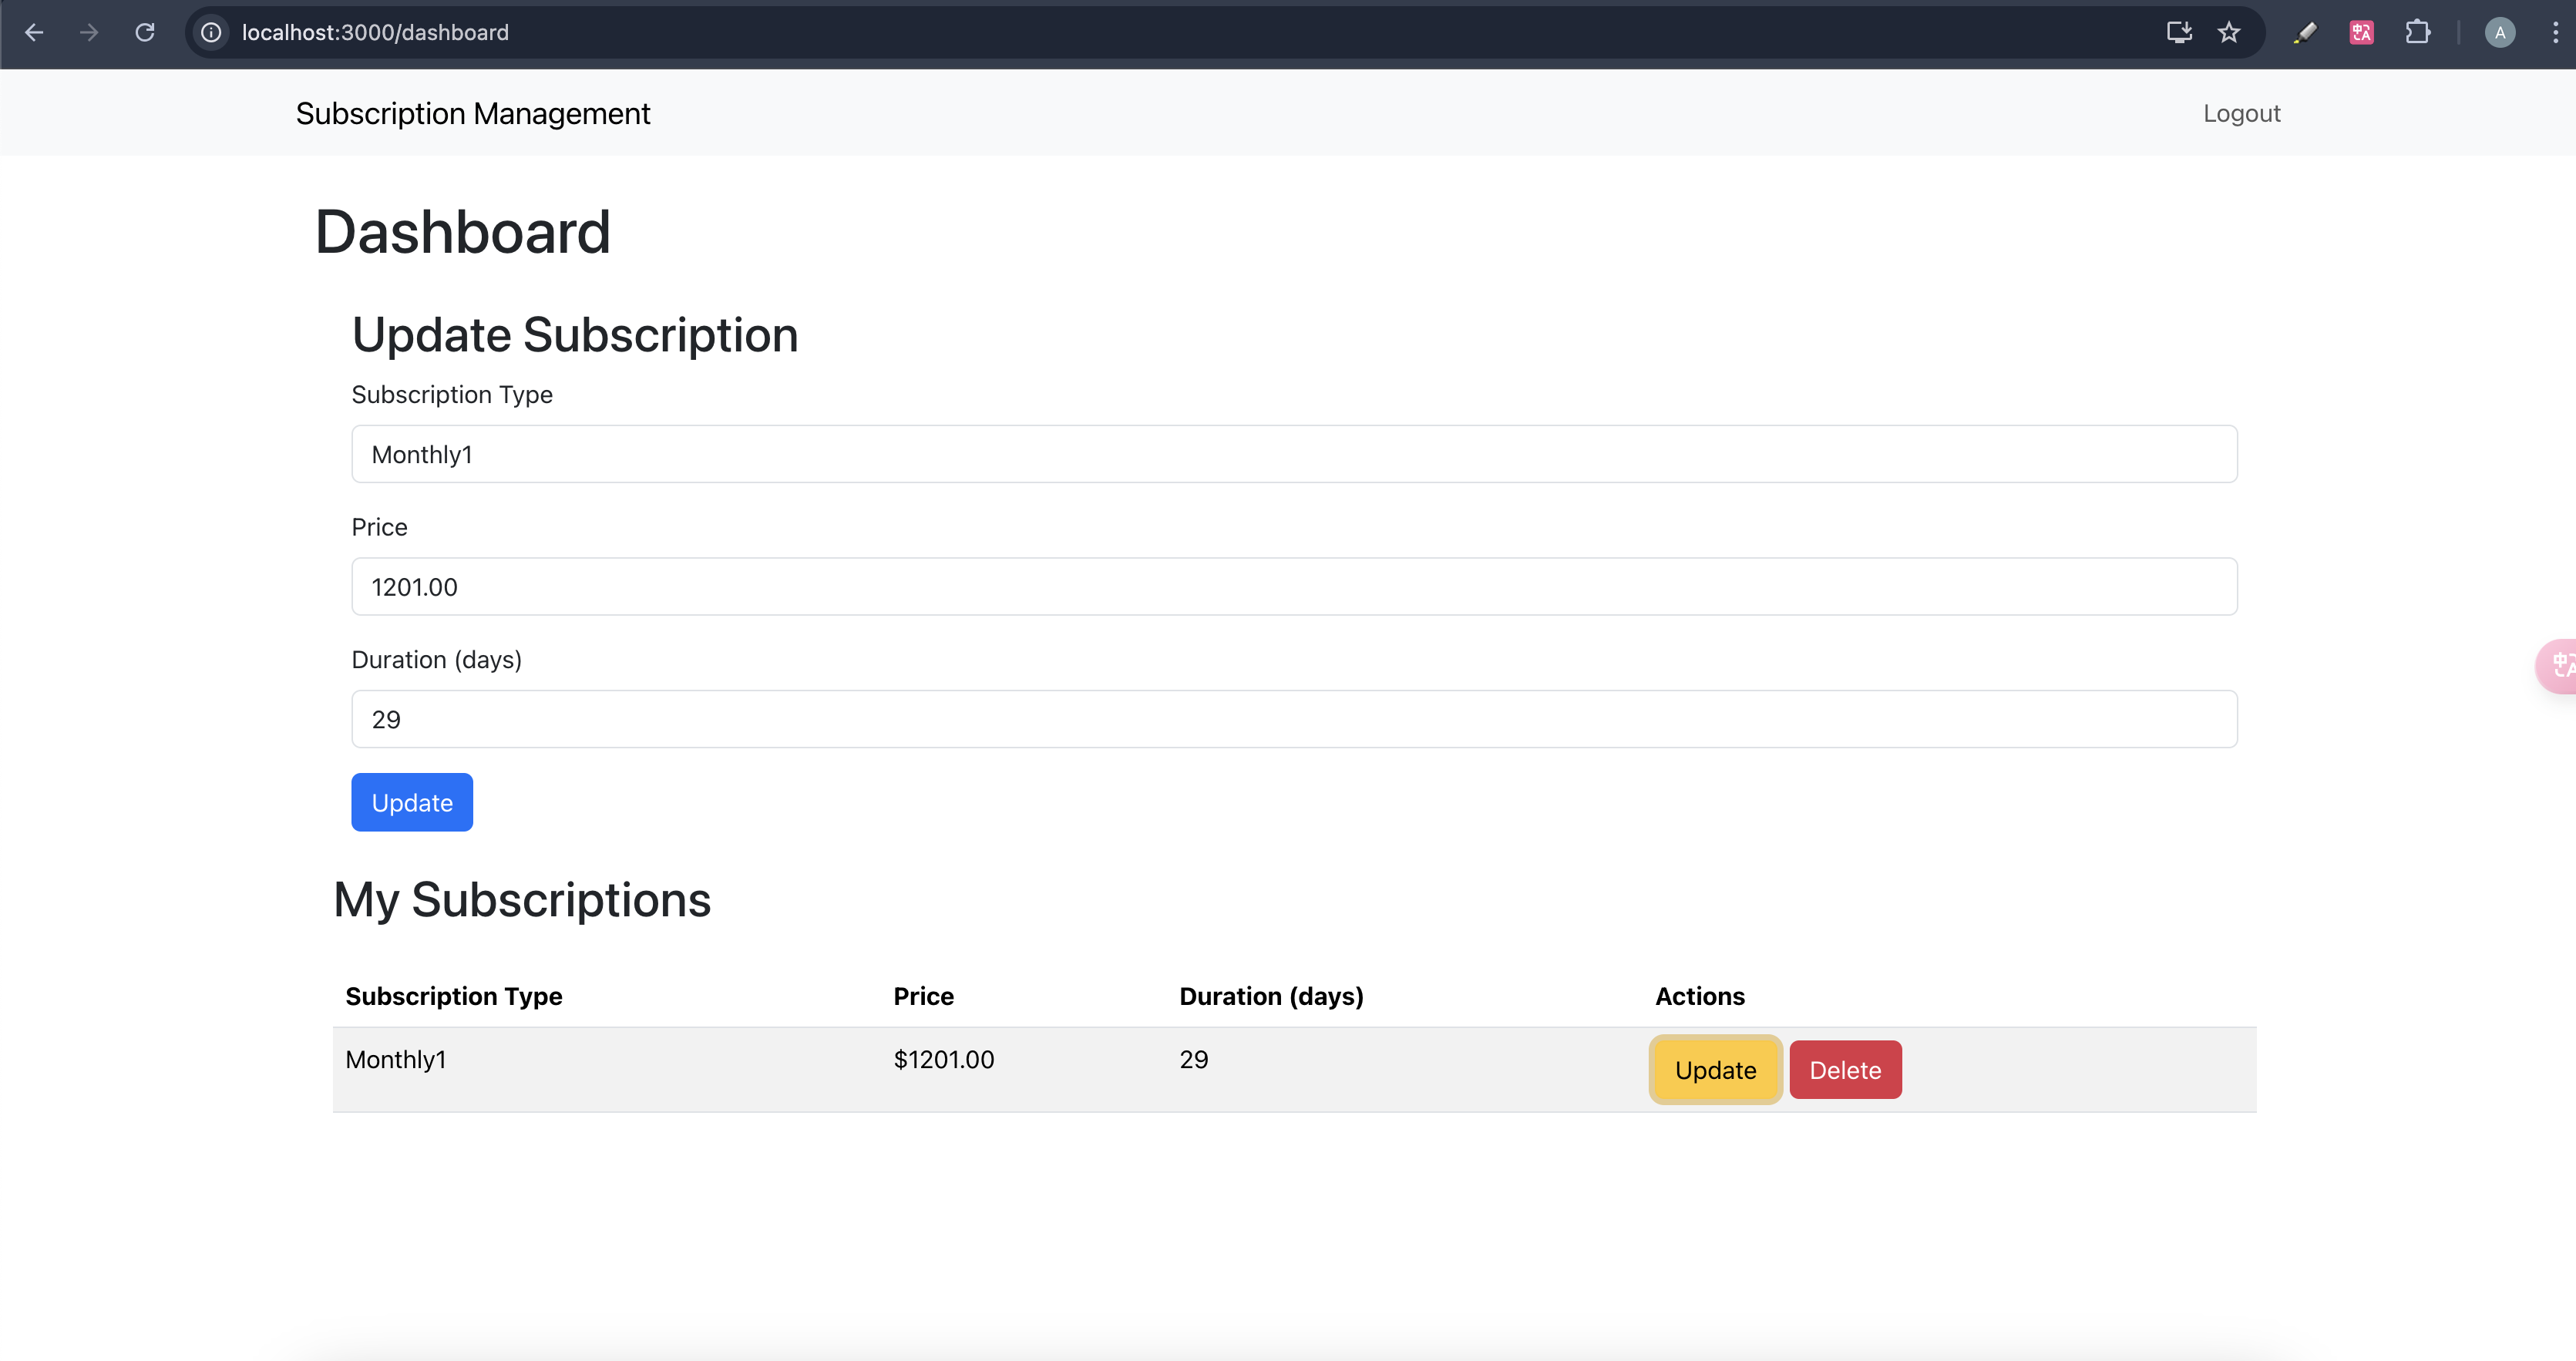 localhost:3000/dashboard
A
Subscription Management
Logout
Dashboard
Update Subscription
Subscription Type
Monthly1
Price
1201.00
Duration (days)
29
Update
My Subscriptions
Subscription Type Price Duration (days) Actions
Monthly1 $1201.00 29 Update Delete